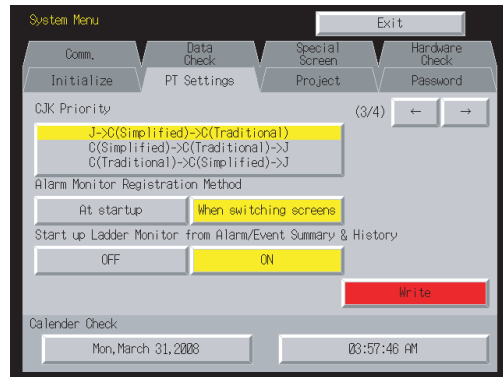 System Menu
Exit
Comm.
Data
Check
Special
Screen
Hardware
Check
Initialize
PT Settings
Project
Password
CJK Priority
(3/4)
←
→
J->C(Simplified)->C(Traditional)
C(Simplified)->C(Traditional)->J
C(Traditional)->C(Simplified)->J
Alarm Monitor Registration Method
At startup
When switching screens
Start up Ladder Monitor from Alarm/Event Summary & History
OFF
ON
Write
Calender Check
Mon,March 31,2008
03:57:46 AM